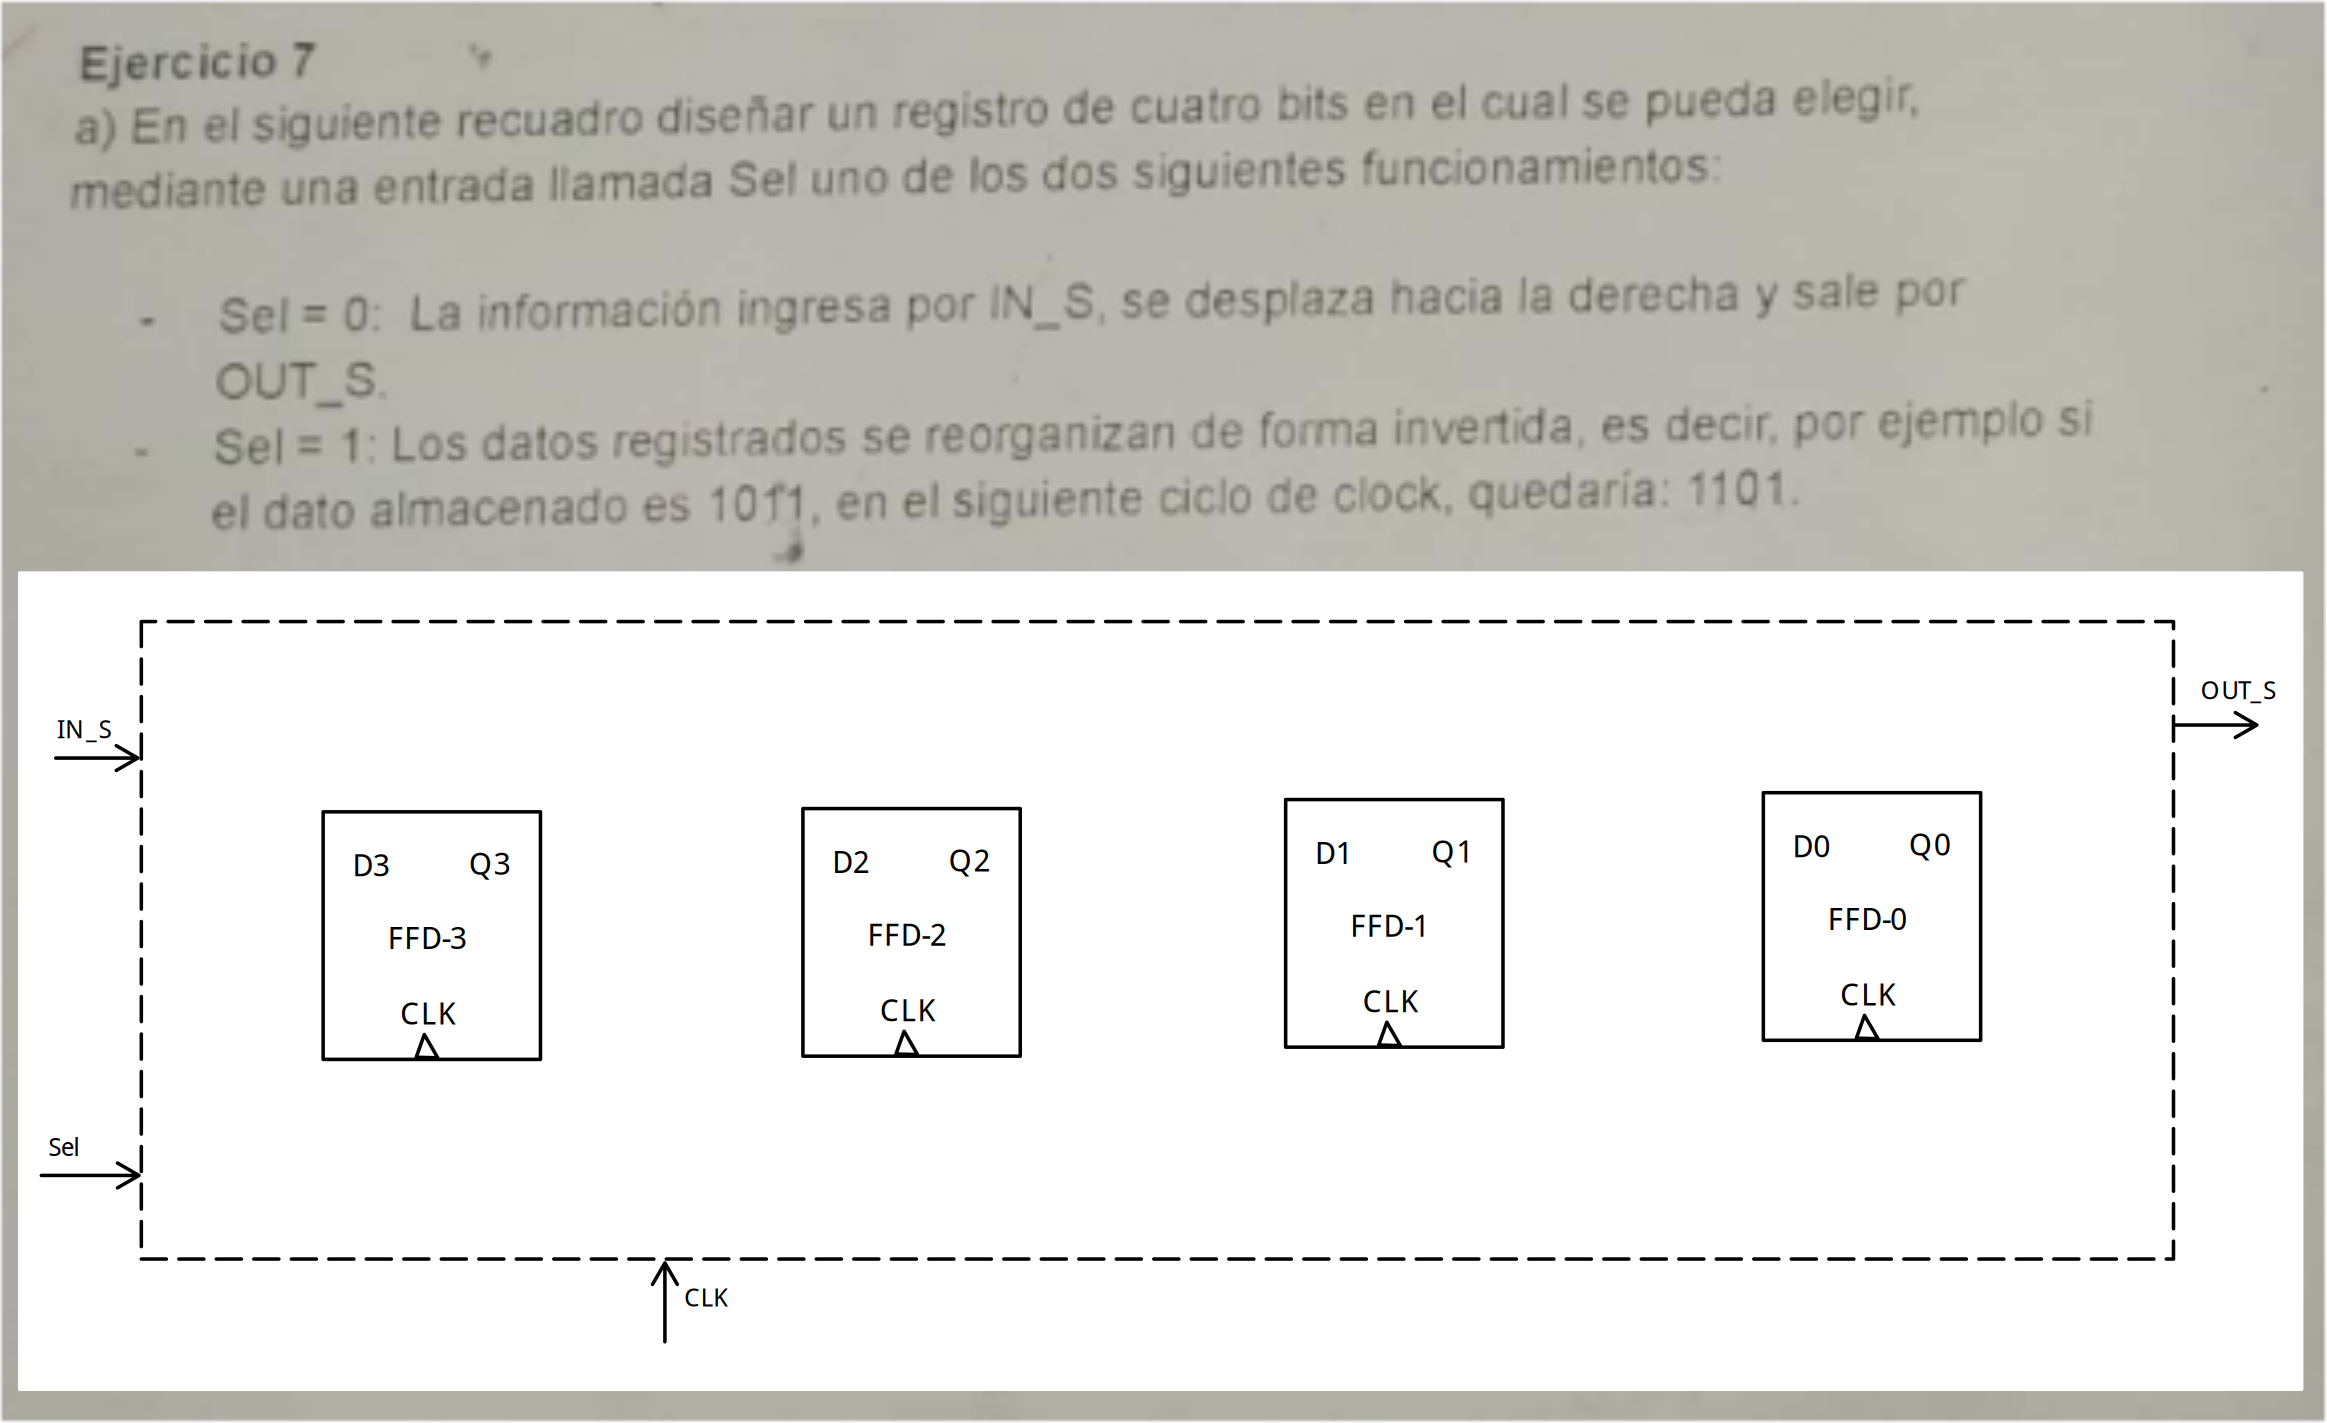 Ejercicio 7
a) En el siguiente recuadro diseñar un registro de cuatro bits en el cual se pueda elegir,
mediante una entrada llamada Sel uno de los dos siguientes funcionamientos:
- Sel = 0: La información ingresa por IN_S, se desplaza hacia la derecha y sale por
OUT_S.
- Sel = 1: Los datos registrados se reorganizan de forma invertida, es decir, por ejemplo si
el dato almacenado es 1011, en el siguiente ciclo de clock, quedaría: 1101.
OUT_S
IN_S
D3 Q3
FFD-3
CLK
D2 Q2
FFD-2
CLK
D1 Q1
FFD-1
CLK
D0 Q0
FFD-0
CLK
Sel
CLK